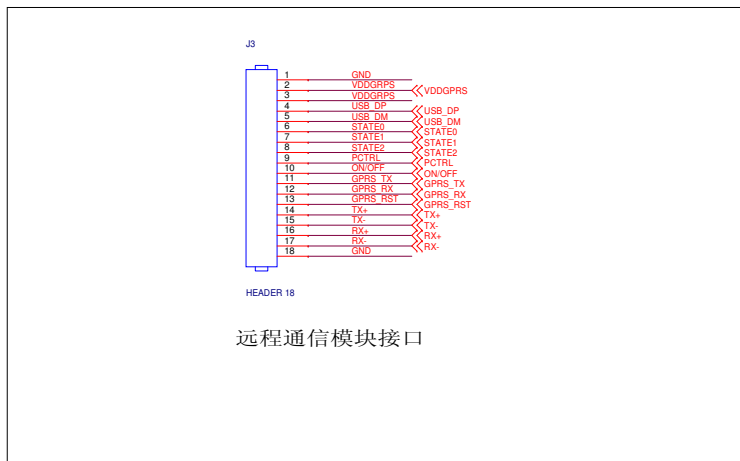 J3
1 GND
2 VDDGRPS VDDGPRS
3 VDDGRPS
4 USB_DP USB_DP
5 USB_DM USB_DM
6 STATE0 STATE0
7 STATE1 STATE1
8 STATE2 STATE2
9 PCTRL PCTRL
10 ON/OFF ON/OFF
11 GPRS_TX GPRS_TX
12 GPRS_RX GPRS_RX
13 GPRS_RST GPRS_RST
14 TX+ TX+
15 TX- TX-
16 RX+ RX+
17 RX- RX-
18 GND
HEADER 18
远程通信模块接口